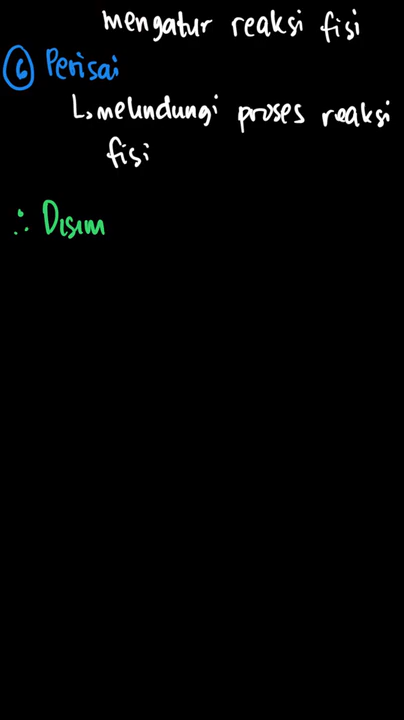 mengatur reaksi fisi
6 Perisai
↳ melindungi proses reaksi
fisi
∴ Disim